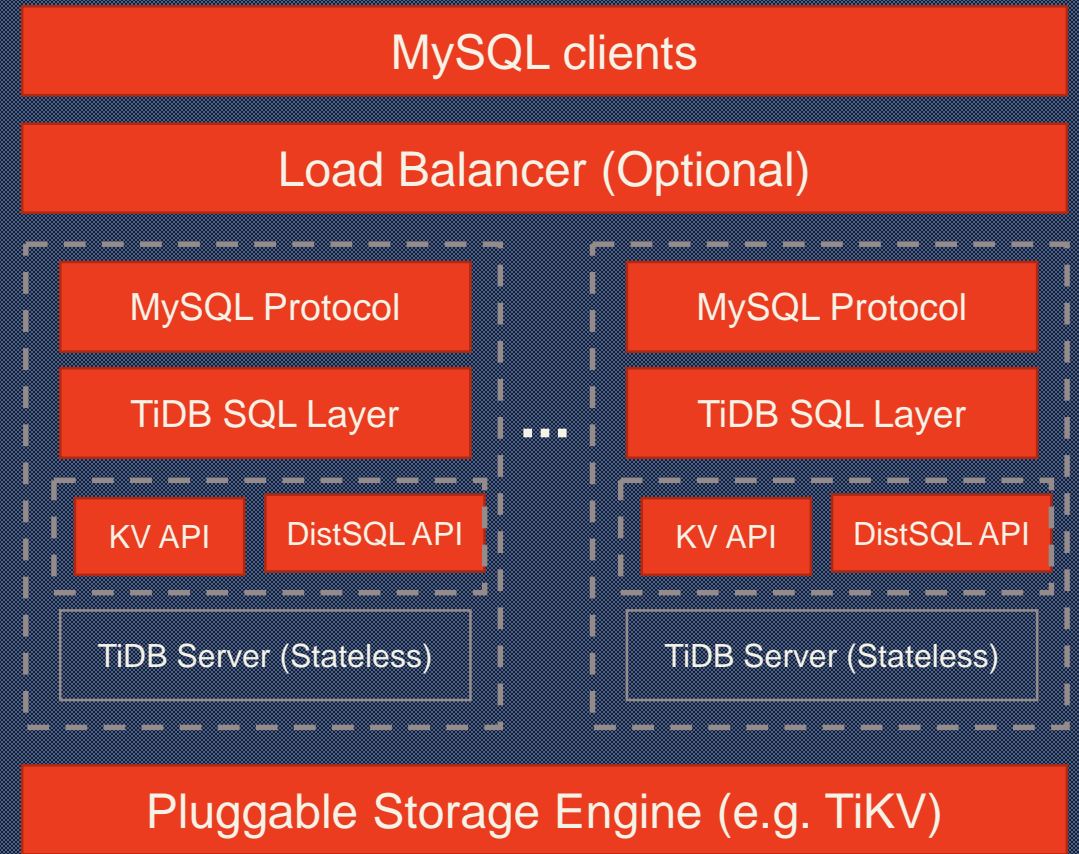 MySQL clients
Load Balancer (Optional)
MySQL Protocol
TiDB SQL Layer
KV API
DistSQL API
TiDB Server (Stateless)
...
MySQL Protocol
TiDB SQL Layer
KV API
DistSQL API
TiDB Server (Stateless)
Pluggable Storage Engine (e.g. TiKV)